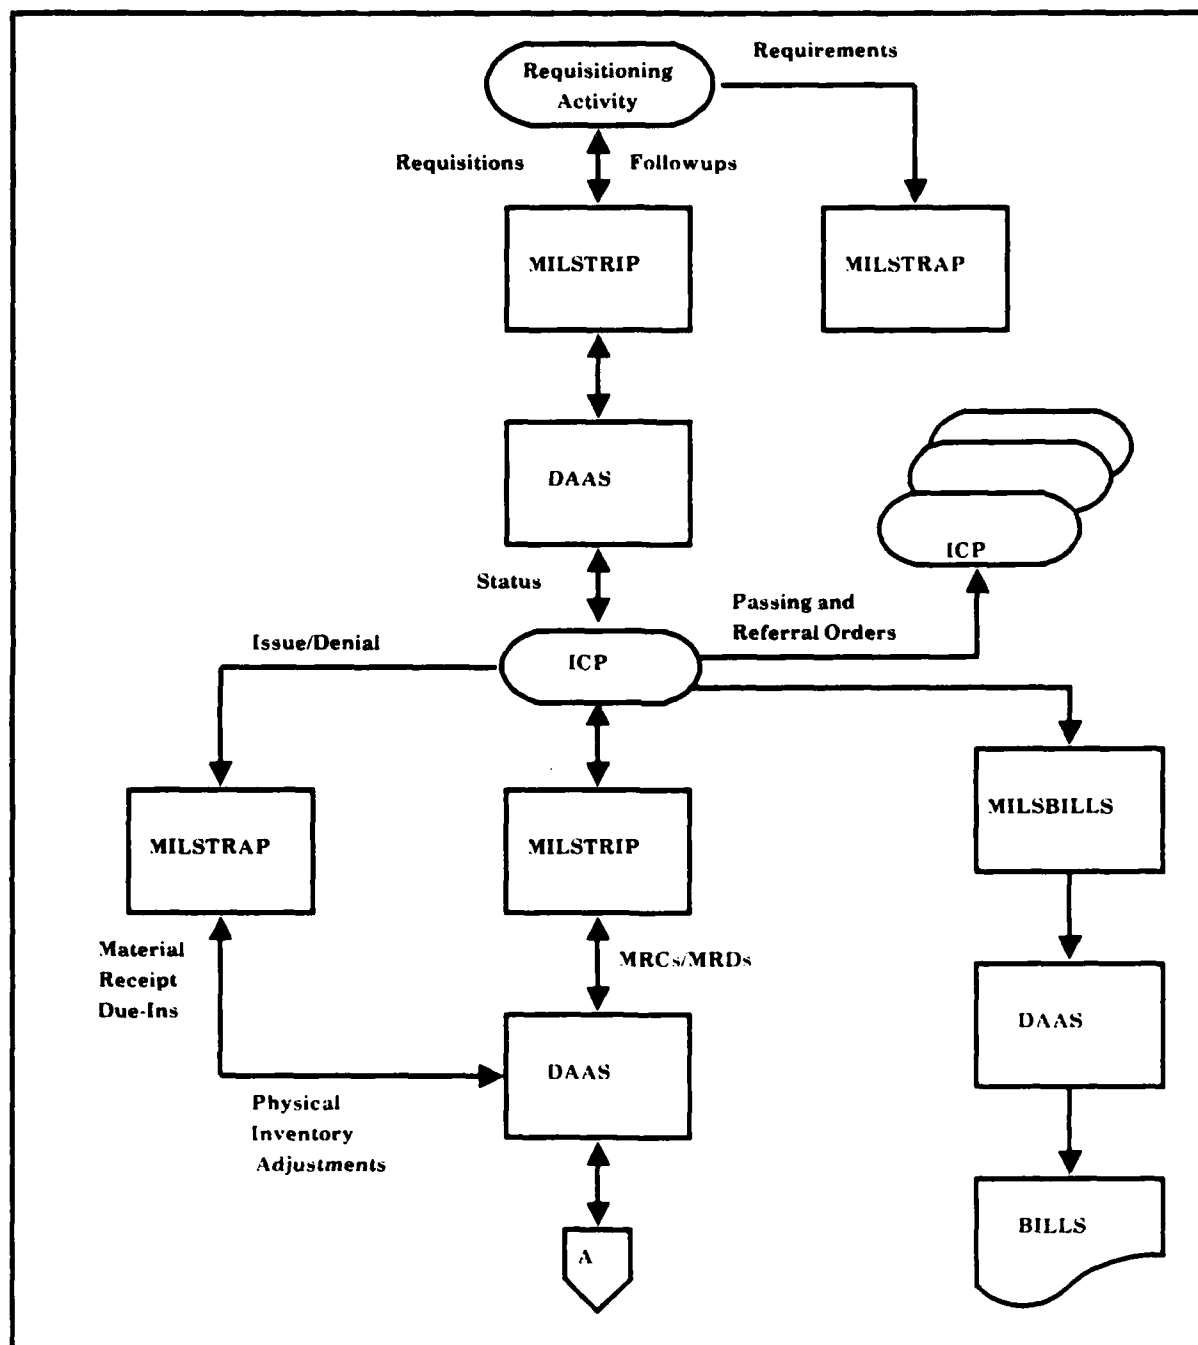 Requirements
Requisitioning
Activity
Requisitions
Followups
MILSTRIP
MILSTRAP
DAAS
ICP
Status
Passing and
Referral Orders
Issue/Denial
ICP
MILSTRAP
MILSTRIP
MILSBILLS
Material
Receipt
Due-Ins
MRCs/MRDs
DAAS
DAAS
Physical
Inventory
Adjustments
A
BILLS